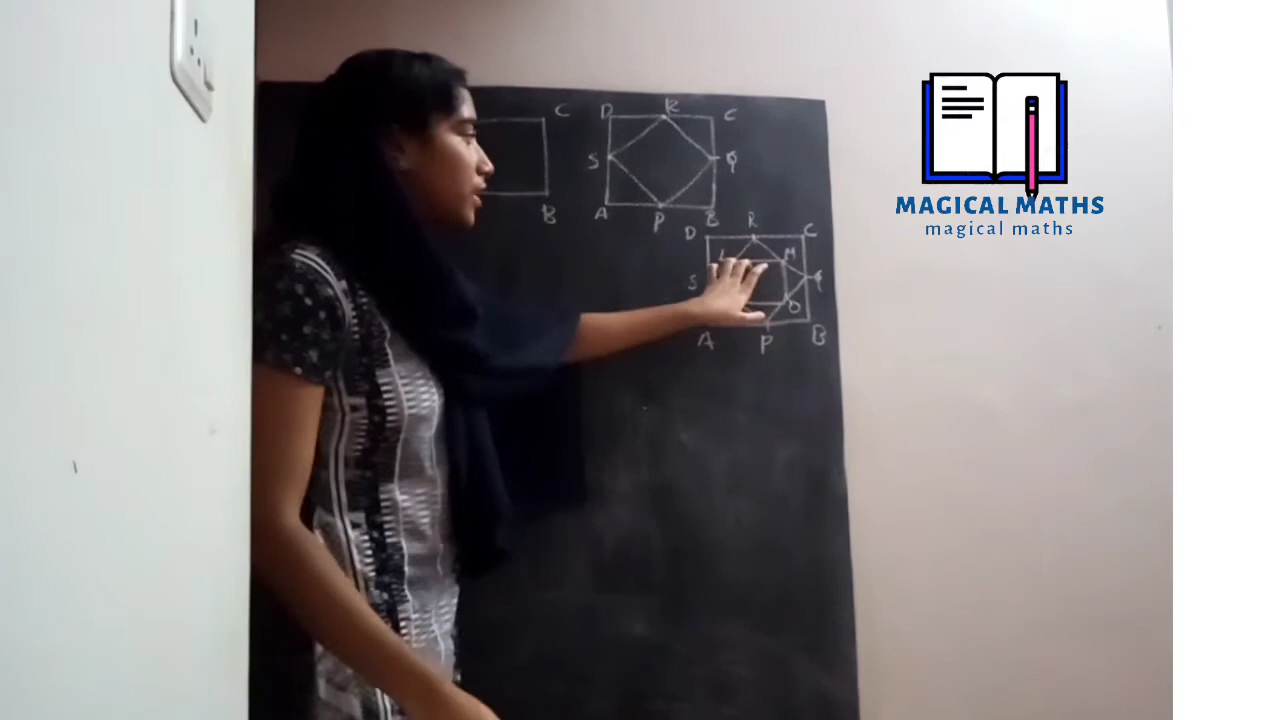 C
B
D R C
S Q
A P B
D R C
L M
S Q
O
A P B
MAGICAL MATHS
magical maths